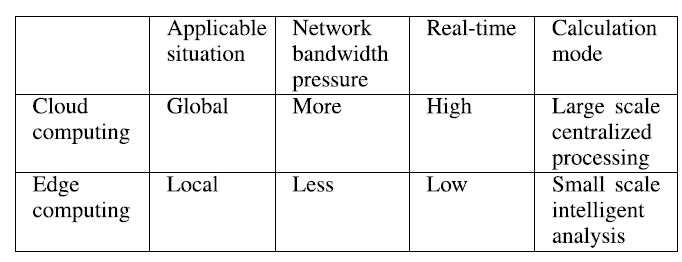 Applicable situation Network bandwidth pressure Real-time Calculation mode
Cloud computing Global More High Large scale centralized processing
Edge computing Local Less Low Small scale intelligent analysis